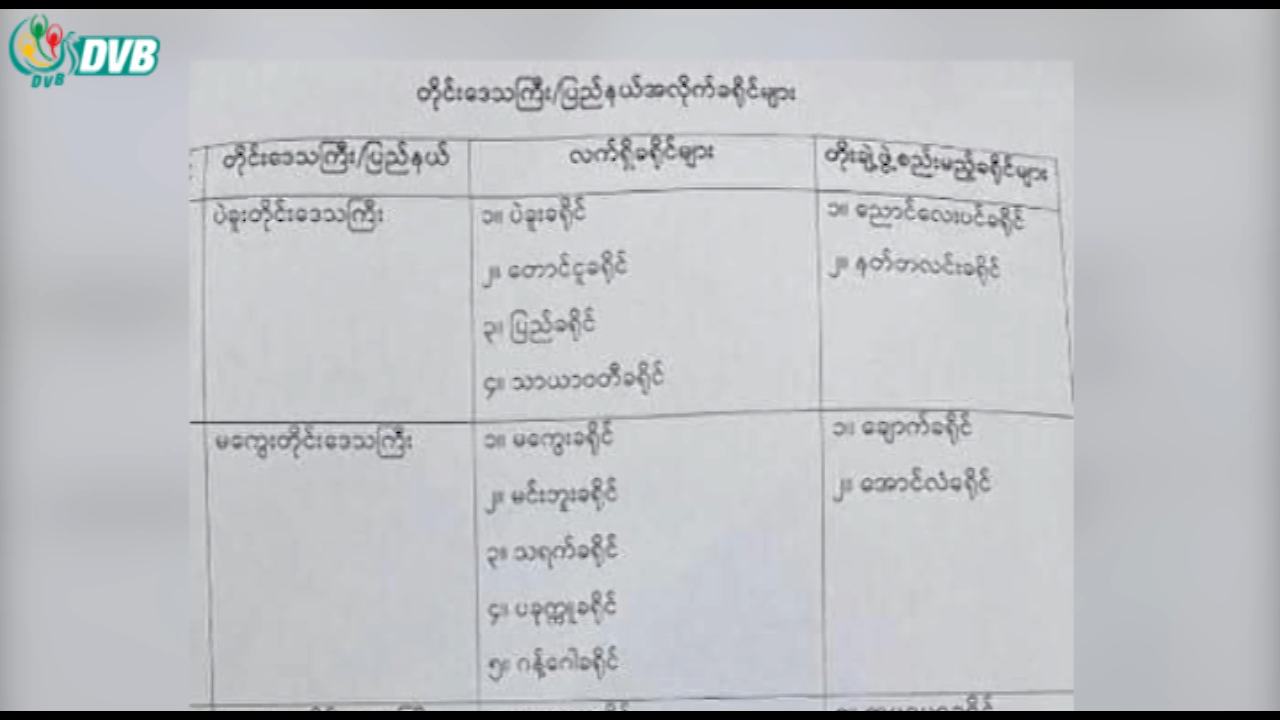 DVB
DVB
တိုင်းဒေသကြီး/ပြည်နယ်အလိုက်ခရိုင်များ
တိုင်းဒေသကြီး/ပြည်နယ်
လက်ရှိခရိုင်များ
တိုးချဲ့ဖွဲ့စည်းမည့်ခရိုင်များ
ပဲခူးတိုင်းဒေသကြီး
၁။ ပဲခူးခရိုင်
၂။ တောင်ငူခရိုင်
၃။ ပြည်ခရိုင်
၄။ သာယာဝတီခရိုင်
၁။ ညောင်လေးပင်ခရိုင်
၂။ နတ်တလင်းခရိုင်
မကွေးတိုင်းဒေသကြီး
၁။ မကွေးခရိုင်
၂။ မင်းဘူးခရိုင်
၃။ သရက်ခရိုင်
၄။ ပခုက္ကူခရိုင်
၅။ ဂန့်ဂေါခရိုင်
၁။ ချောက်ခရိုင်
၂။ အောင်လံခရိုင်